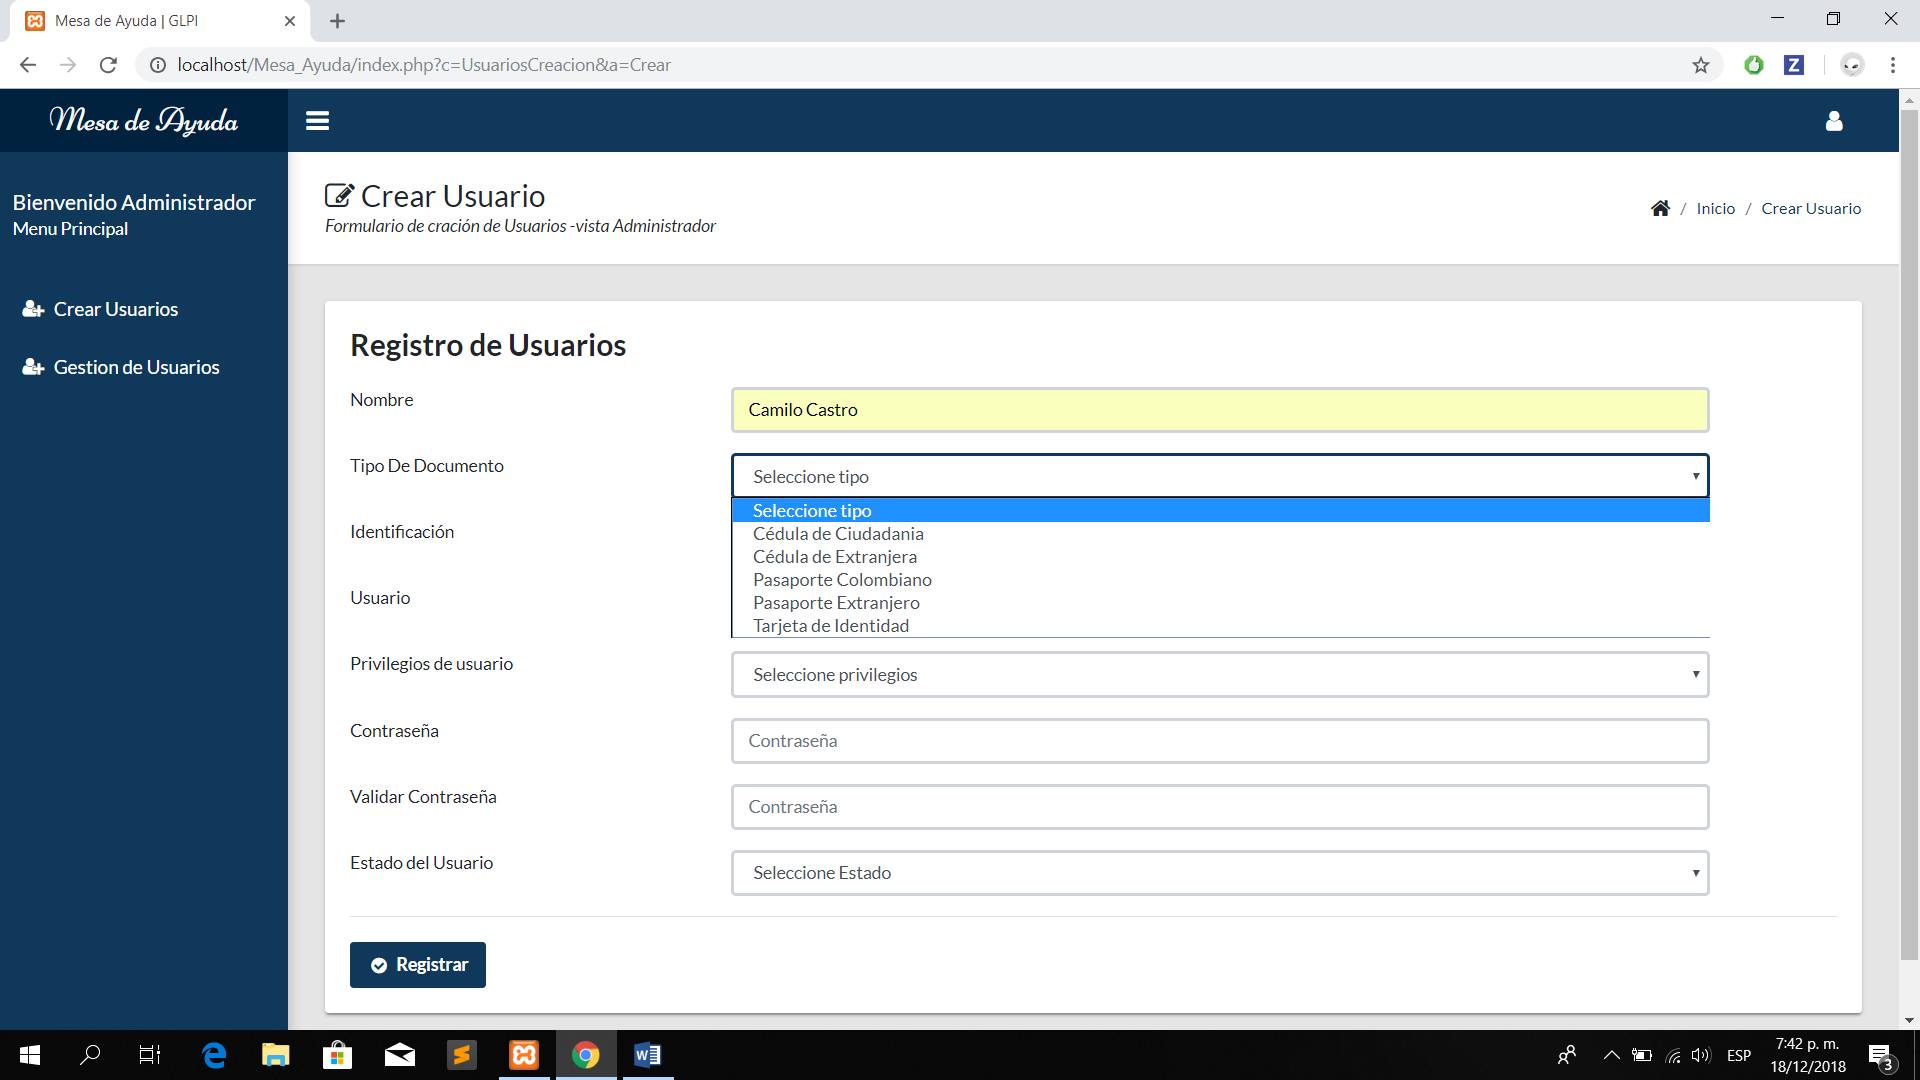 Mesa de Ayuda | GLPI
localhost/Mesa_Ayuda/index.php?c=UsuariosCreacion&a=Crear
Z
Mesa de Ayuda
Bienvenido Administrador
Menu Principal
Crear Usuarios
Gestion de Usuarios
Crear Usuario
Formulario de cración de Usuarios -vista Administrador
/ Inicio / Crear Usuario
Registro de Usuarios
Nombre
Camilo Castro
Tipo De Documento
Seleccione tipo
Seleccione tipo
Cédula de Ciudadania
Cédula de Extranjera
Pasaporte Colombiano
Pasaporte Extranjero
Tarjeta de Identidad
Identificación
Usuario
Privilegios de usuario
Seleccione privilegios
Contraseña
Contraseña
Validar Contraseña
Contraseña
Estado del Usuario
Seleccione Estado
Registrar
ESP
7:42 p. m.
18/12/2018
3